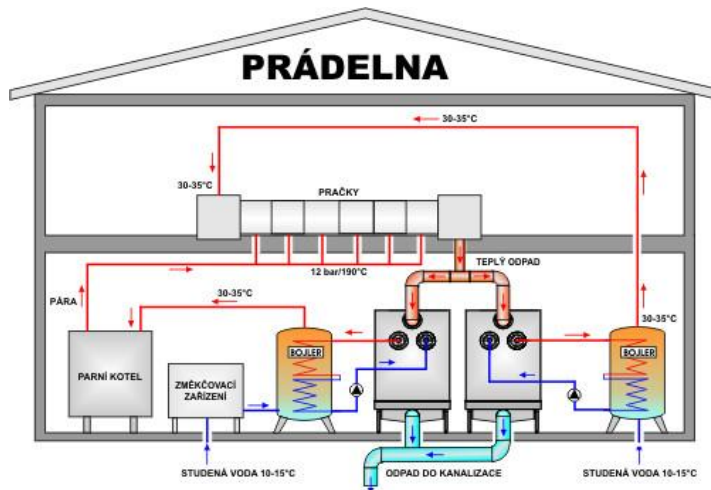 PRÁDELNA
30-35°C
30-35°C
PRAČKY
12 bar/190°C
TEPLÝ ODPAD
PÁRA
30-35°C
30-35°C
BOJLER
BOJLER
PARNÍ KOTEL
ZMĚKČOVACÍ
ZAŘÍZENÍ
STUDENÁ VODA 10-15°C
ODPAD DO KANALIZACE
STUDENÁ VODA 10-15°C